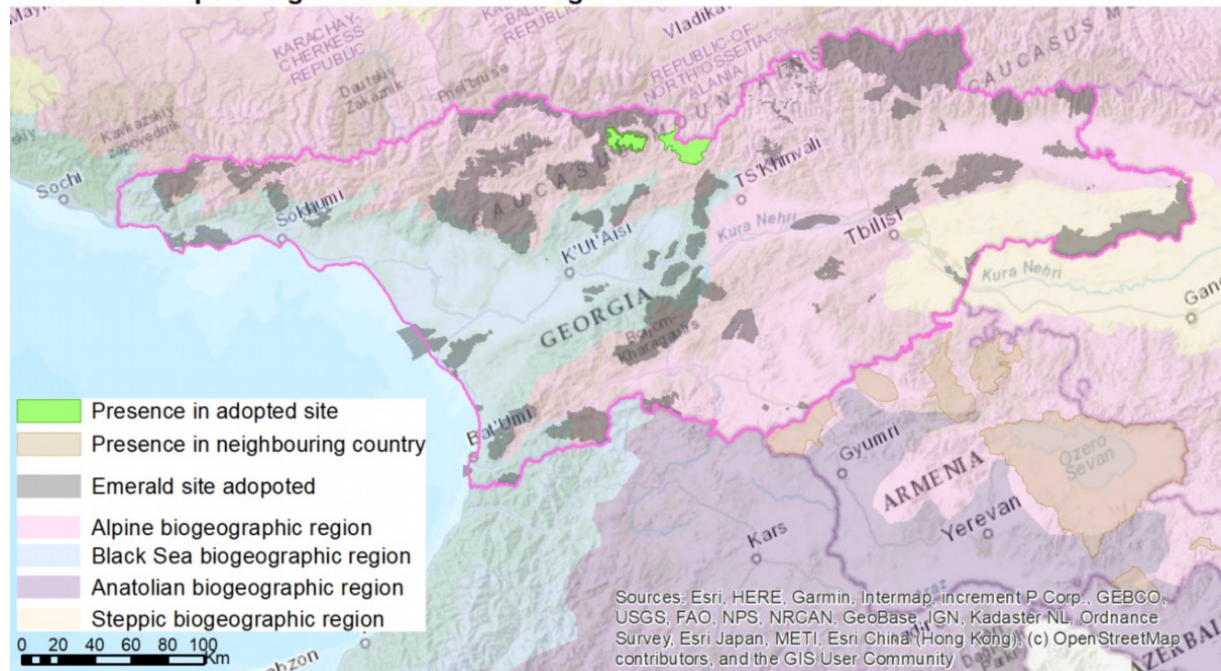 KARACHAY-
CHERKESS
REPUBLIC
Vladika
REPUBLIC OF
NORTH OSSETIA-
ALANIA
CAUCASUS M
Dautskiy
Zakaznik
Priel'brus'ye
Kavkazskiy
zapovednik
Sochi
Sokhumi
CAUCASUS MOUNTAINS
Ts'Khinvali
K'Ut'AIsi
Kura Nehri
Tbilisi
Kura Nehri
GEORGIA
Borjom-
Kharagauls
Bat'Umi
Gyumri
ARMENIA
Ozero
Sevan
Yerevan
Kars
Presence in adopted site
Presence in neighbouring country
Emerald site adopoted
Alpine biogeographic region
Black Sea biogeographic region
Anatolian biogeographic region
Steppic biogeographic region
0 20 40 60 80 100
Km
Sources: Esri, HERE, Garmin, Intermap, increment P Corp., GEBCO,
USGS, FAO, NPS, NRCAN, GeoBase, IGN, Kadaster NL, Ordnance
Survey, Esri Japan, METI, Esri China (Hong Kong), (c) OpenStreetMap
contributors, and the GIS User Community